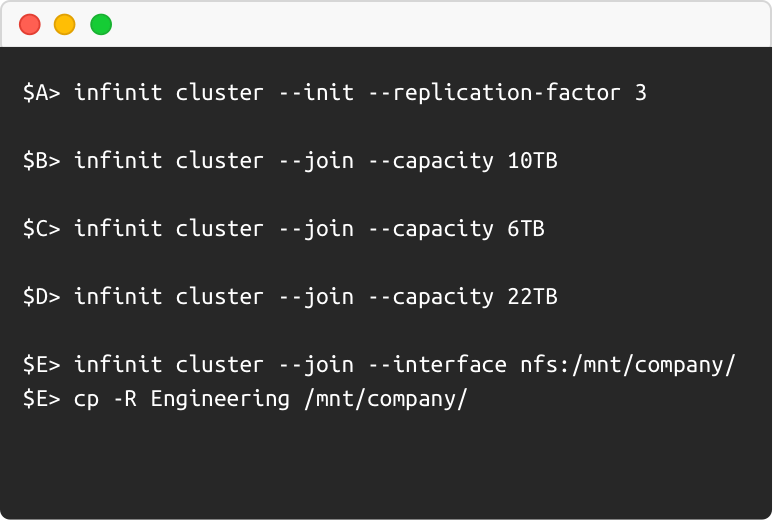 $A> infinit cluster --init --replication-factor 3
$B> infinit cluster --join --capacity 10TB
$C> infinit cluster --join --capacity 6TB
$D> infinit cluster --join --capacity 22TB
$E> infinit cluster --join --interface nfs:/mnt/company/
$E> cp -R Engineering /mnt/company/